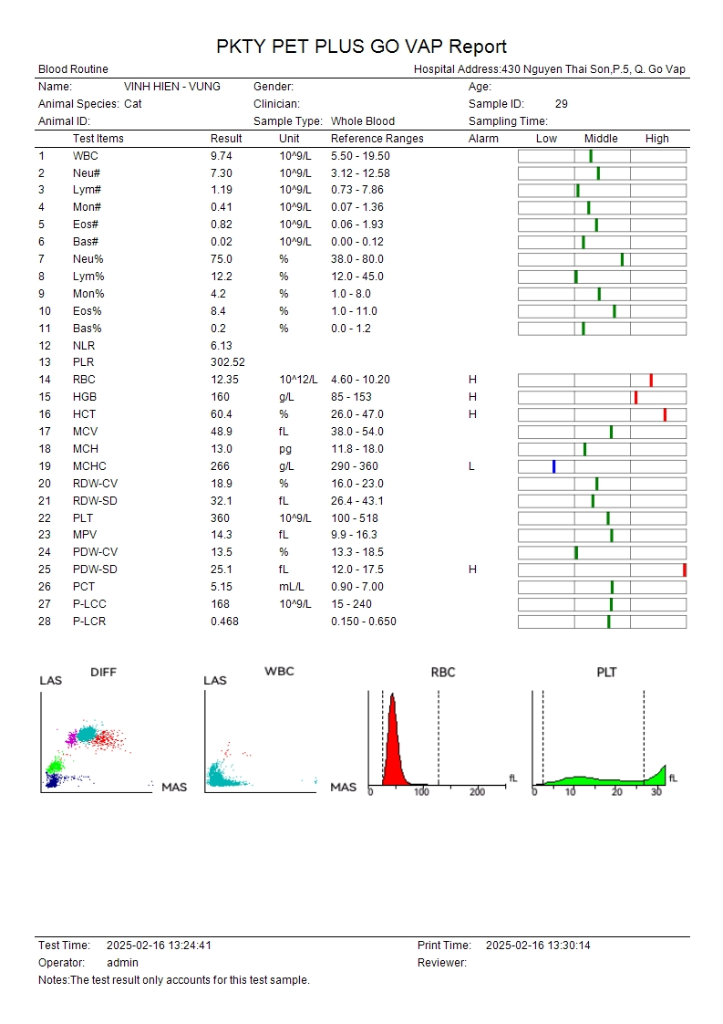 PKTY PET PLUS GO VAP Report
Blood Routine Hospital Address:430 Nguyen Thai Son,P.5, Q. Go Vap
Name: VINH HIEN - VUNG Gender: Age:
Animal Species: Cat Clinician: Sample ID: 29
Animal ID: Sample Type: Whole Blood Sampling Time:
Test Items Result Unit Reference Ranges Alarm Low Middle High
1 WBC 9.74 10^9/L 5.50 - 19.50
2 Neu# 7.30 10^9/L 3.12 - 12.58
3 Lym# 1.19 10^9/L 0.73 - 7.86
4 Mon# 0.41 10^9/L 0.07 - 1.36
5 Eos# 0.82 10^9/L 0.06 - 1.93
6 Bas# 0.02 10^9/L 0.00 - 0.12
7 Neu% 75.0 % 38.0 - 80.0
8 Lym% 12.2 % 12.0 - 45.0
9 Mon% 4.2 % 1.0 - 8.0
10 Eos% 8.4 % 1.0 - 11.0
11 Bas% 0.2 % 0.0 - 1.2
12 NLR 6.13
13 PLR 302.52
14 RBC 12.35 10^12/L 4.60 - 10.20 H
15 HGB 160 g/L 85 - 153 H
16 HCT 60.4 % 26.0 - 47.0 H
17 MCV 48.9 fL 38.0 - 54.0
18 MCH 13.0 pg 11.8 - 18.0
19 MCHC 266 g/L 290 - 360 L
20 RDW-CV 18.9 % 16.0 - 23.0
21 RDW-SD 32.1 fL 26.4 - 43.1
22 PLT 360 10^9/L 100 - 518
23 MPV 14.3 fL 9.9 - 16.3
24 PDW-CV 13.5 % 13.3 - 18.5
25 PDW-SD 25.1 fL 12.0 - 17.5 H
26 PCT 5.15 mL/L 0.90 - 7.00
27 P-LCC 168 10^9/L 15 - 240
28 P-LCR 0.468 0.150 - 0.650
DIFF WBC RBC PLT
LAS LAS
fL fL
MAS MAS
0 100 200 0 10 20 30
Test Time: 2025-02-16 13:24:41 Print Time: 2025-02-16 13:30:14
Operator: admin Reviewer:
Notes:The test result only accounts for this test sample.